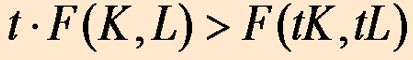 t · F(K, L) > F(tK, tL)